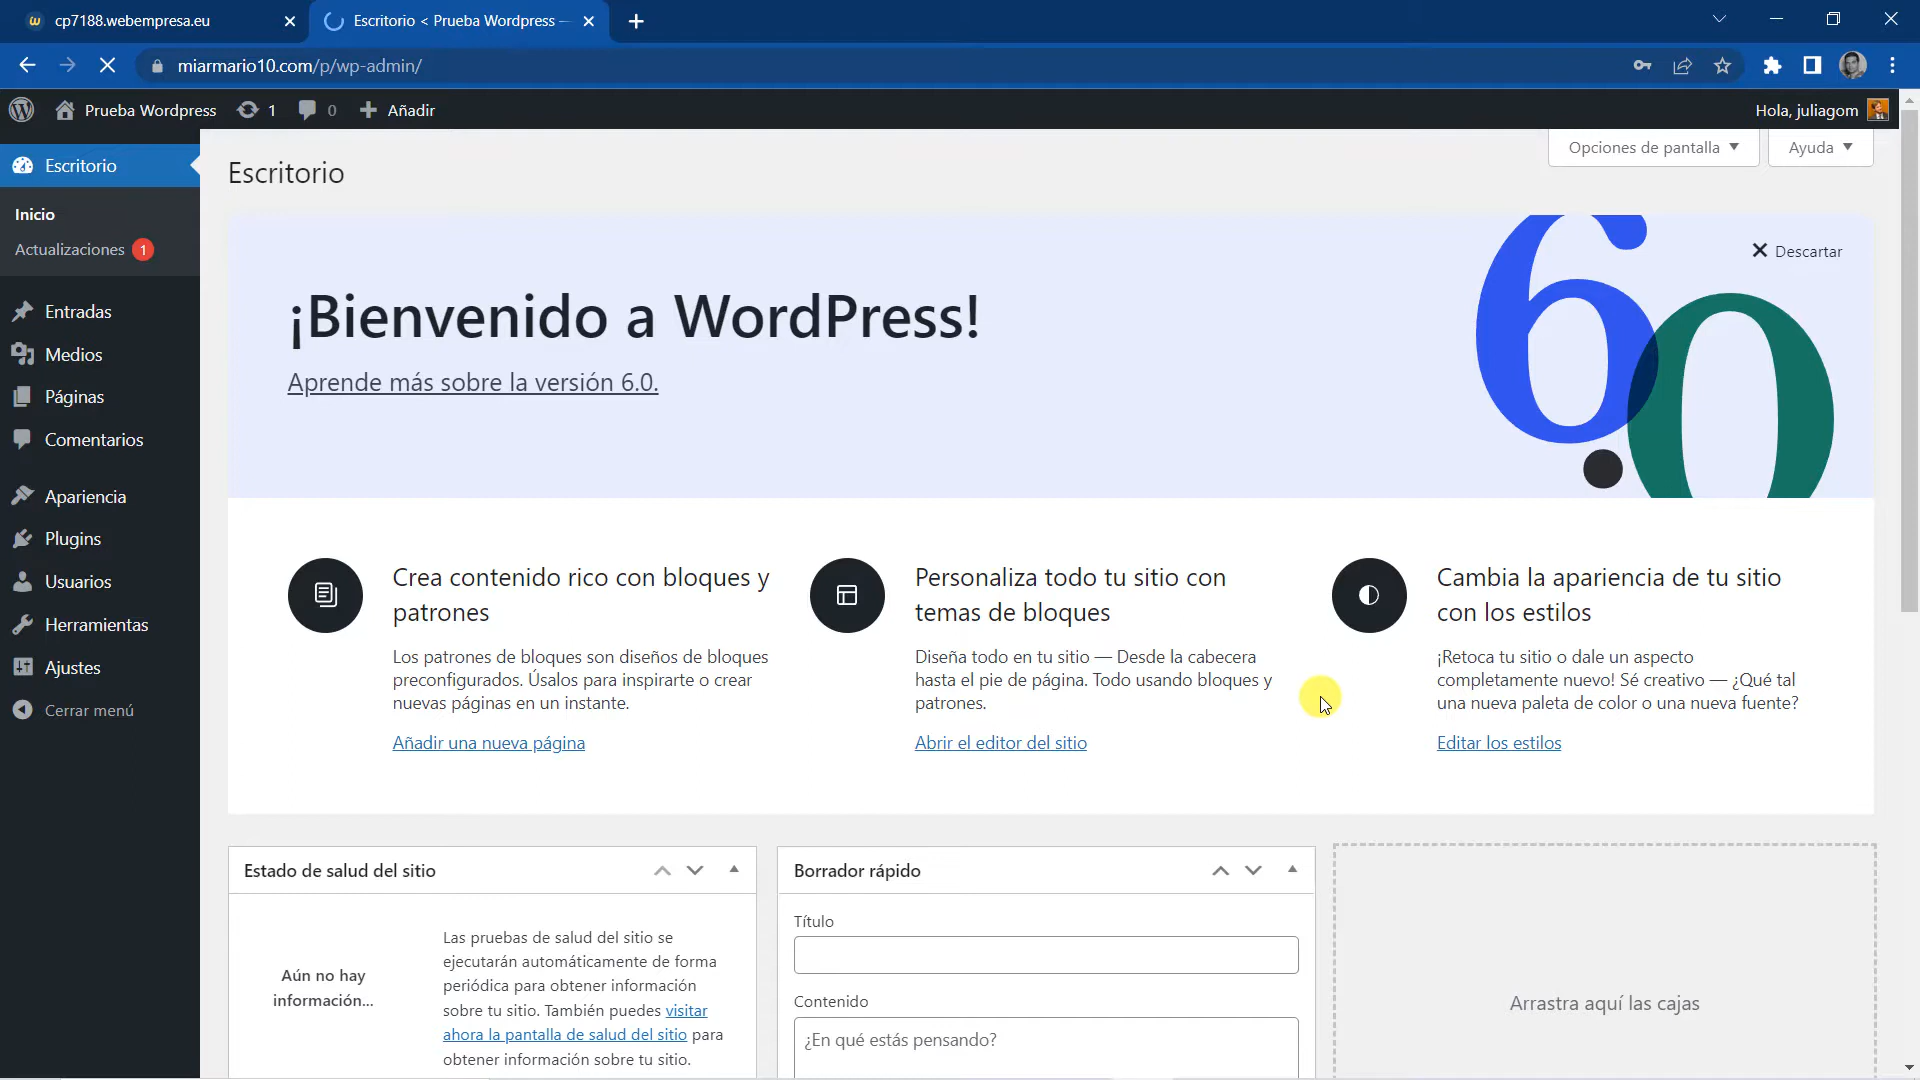 cp7188.webempresa.eu
Escritorio < Prueba Wordpress —
miarmario10.com/p/wp-admin/
Prueba Wordpress 1 0 Añadir
Hola, juliagom
Opciones de pantalla
Ayuda
Escritorio
Inicio
Actualizaciones 1
Entradas
Medios
Páginas
Comentarios
Apariencia
Plugins
Usuarios
Herramientas
Ajustes
Cerrar menú
Escritorio
Descartar
¡Bienvenido a WordPress!
Aprende más sobre la versión 6.0.
6.0
Crea contenido rico con bloques y
patrones
Los patrones de bloques son diseños de bloques
preconfigurados. Úsalos para inspirarte o crear
nuevas páginas en un instante.
Añadir una nueva página
Personaliza todo tu sitio con
temas de bloques
Diseña todo en tu sitio — Desde la cabecera
hasta el pie de página. Todo usando bloques y
patrones.
Abrir el editor del sitio
Cambia la apariencia de tu sitio
con los estilos
¡Retoca tu sitio o dale un aspecto
completamente nuevo! Sé creativo — ¿Qué tal
una nueva paleta de color o una nueva fuente?
Editar los estilos
Estado de salud del sitio
Aún no hay
información...
Las pruebas de salud del sitio se
ejecutarán automáticamente de forma
periódica para obtener información
sobre tu sitio. También puedes visitar
ahora la pantalla de salud del sitio para
obtener información sobre tu sitio.
Borrador rápido
Título
Contenido
¿En qué estás pensando?
Arrastra aquí las cajas